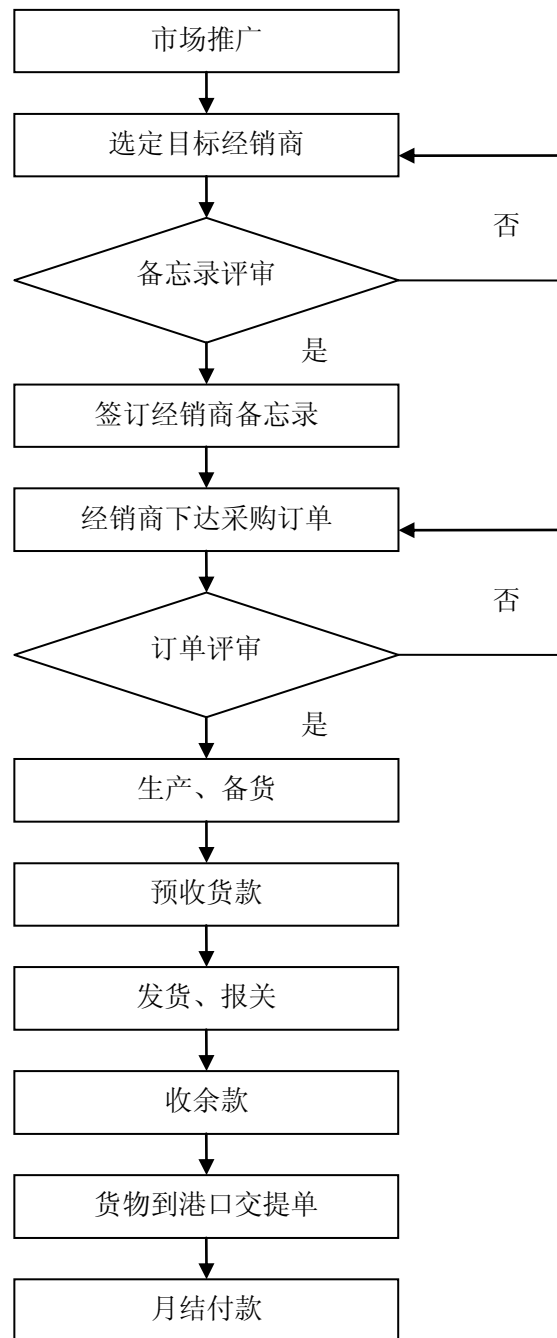 市场推广
选定目标经销商
否
备忘录评审
是
签订经销商备忘录
经销商下达采购订单
否
订单评审
是
生产、备货
预收货款
发货、报关
收余款
货物到港口交提单
月结付款